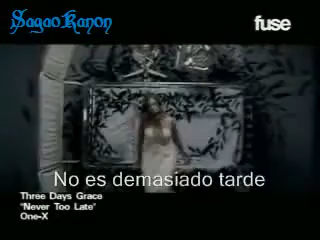 SagaoKanon
fuse
No es demasiado tarde
Three Days Grace
"Never Too Late"
One-X